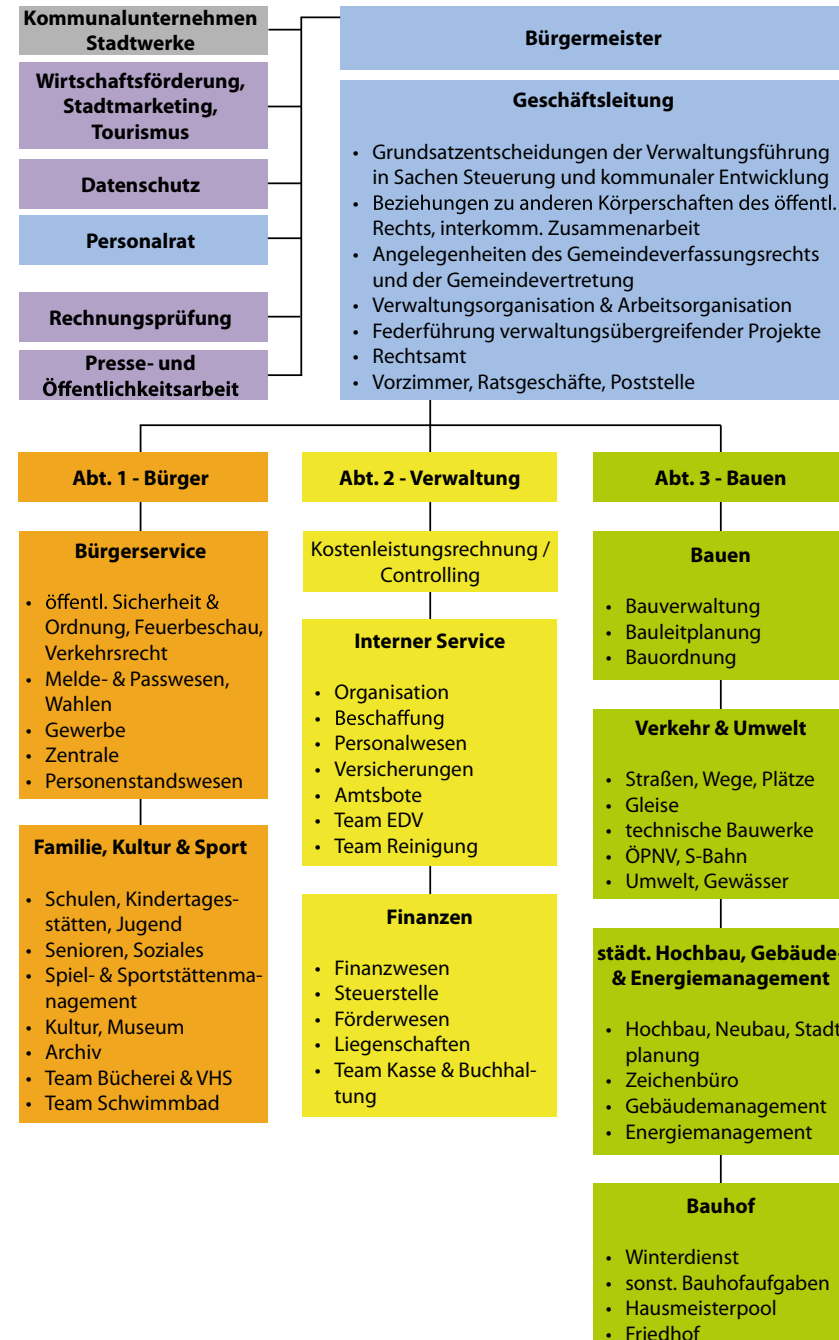 Kommunalunternehmen
Stadtwerke
Wirtschaftsförderung,
Stadtmarketing,
Tourismus
Datenschutz
Personalrat
Rechnungsprüfung
Presse- und
Öffentlichkeitsarbeit
Bürgermeister
Geschäftsleitung
• Grundsatzentscheidungen der Verwaltungsführung
in Sachen Steuerung und kommunaler Entwicklung
• Beziehungen zu anderen Körperschaften des öffentl.
Rechts, interkomm. Zusammenarbeit
• Angelegenheiten des Gemeindeverfassungsrechts
und der Gemeindevertretung
• Verwaltungsorganisation & Arbeitsorganisation
• Federführung verwaltungsübergreifender Projekte
• Rechtsamt
• Vorzimmer, Ratsgeschäfte, Poststelle
Abt. 1 - Bürger
Bürgerservice
• öffentl. Sicherheit &
Ordnung, Feuerbeschau,
Verkehrsrecht
• Melde- & Passwesen,
Wahlen
• Gewerbe
• Zentrale
• Personenstandswesen
Familie, Kultur & Sport
• Schulen, Kindertages-
stätten, Jugend
• Senioren, Soziales
• Spiel- & Sportstättenma-
nagement
• Kultur, Museum
• Archiv
• Team Bücherei & VHS
• Team Schwimmbad
Abt. 2 - Verwaltung
Kostenleistungsrechnung /
Controlling
Interner Service
• Organisation
• Beschaffung
• Personalwesen
• Versicherungen
• Amtsbote
• Team EDV
• Team Reinigung
Finanzen
• Finanzwesen
• Steuerstelle
• Förderwesen
• Liegenschaften
• Team Kasse & Buchhal-
tung
Abt. 3 - Bauen
Bauen
• Bauverwaltung
• Bauleitplanung
• Bauordnung
Verkehr & Umwelt
• Straßen, Wege, Plätze
• Gleise
• technische Bauwerke
• ÖPNV, S-Bahn
• Umwelt, Gewässer
städt. Hochbau, Gebäude-
& Energiemanagement
• Hochbau, Neubau, Stadt
planung
• Zeichenbüro
• Gebäudemanagement
• Energiemanagement
Bauhof
• Winterdienst
• sonst. Bauhofaufgaben
• Hausmeisterpool
• Friedhof